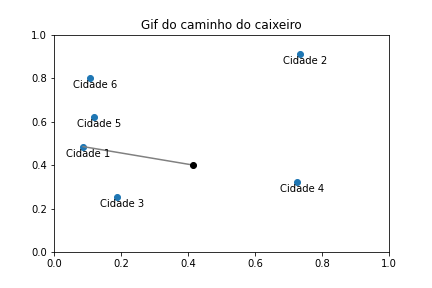 Gif do caminho do caixeiro
1.0
Cidade 2
0.8
Cidade 6
0.6
Cidade 5
Cidade 1
0.4
Cidade 4
0.2
Cidade 3
0.0
0.0 0.2 0.4 0.6 0.8 1.0